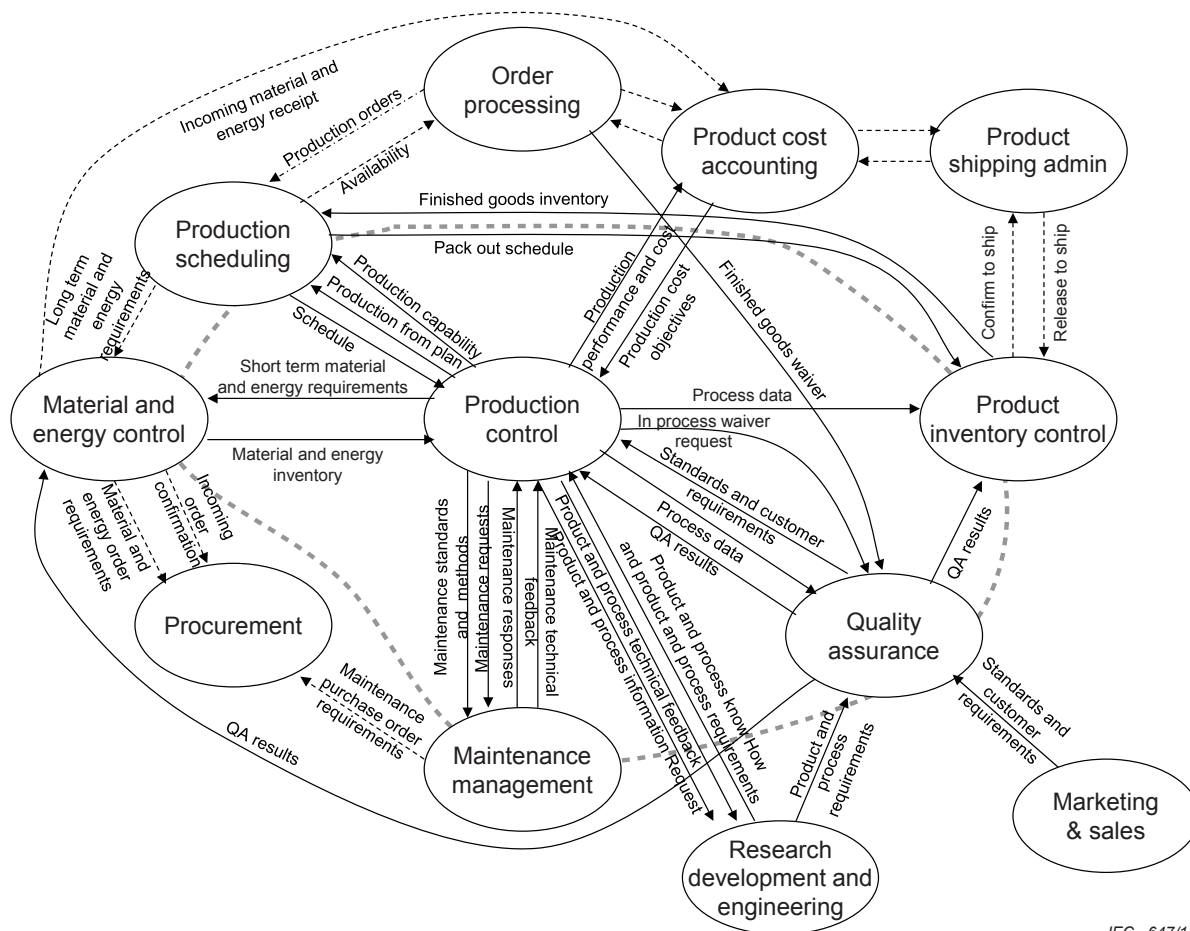 Order
processing
Product cost
accounting
Product
shipping admin
Incoming material and
energy receipt
Production orders
Availability
Finished goods inventory
Pack out schedule
Production
scheduling
Long term
material and
energy
requirements
Production capability
Production from plan
Schedule
Production
performance and cost
Production cost
objectives
Finished goods waiver
Confirm to ship
Release to ship
Short term material
and energy requirements
Material and
energy control
Material and energy
inventory
Production
control
Process data
In process waiver
request
Product
inventory control
Standards and customer
requirements
Process data
QA results
QA results
Incoming
order
confirmation
Material and
energy order
requirements
Procurement
Maintenance standards
and methods
Maintenance requests
Maintenance responses
Maintenance technical
feedback
Product and process know How
and product and process requirements
Product and process technical feedback
Product and process information Request
Quality
assurance
Maintenance
purchase order
requirements
QA results
Maintenance
management
Product and
process
requirements
Standards and
customer
requirements
Marketing
& sales
Research
development and
engineering